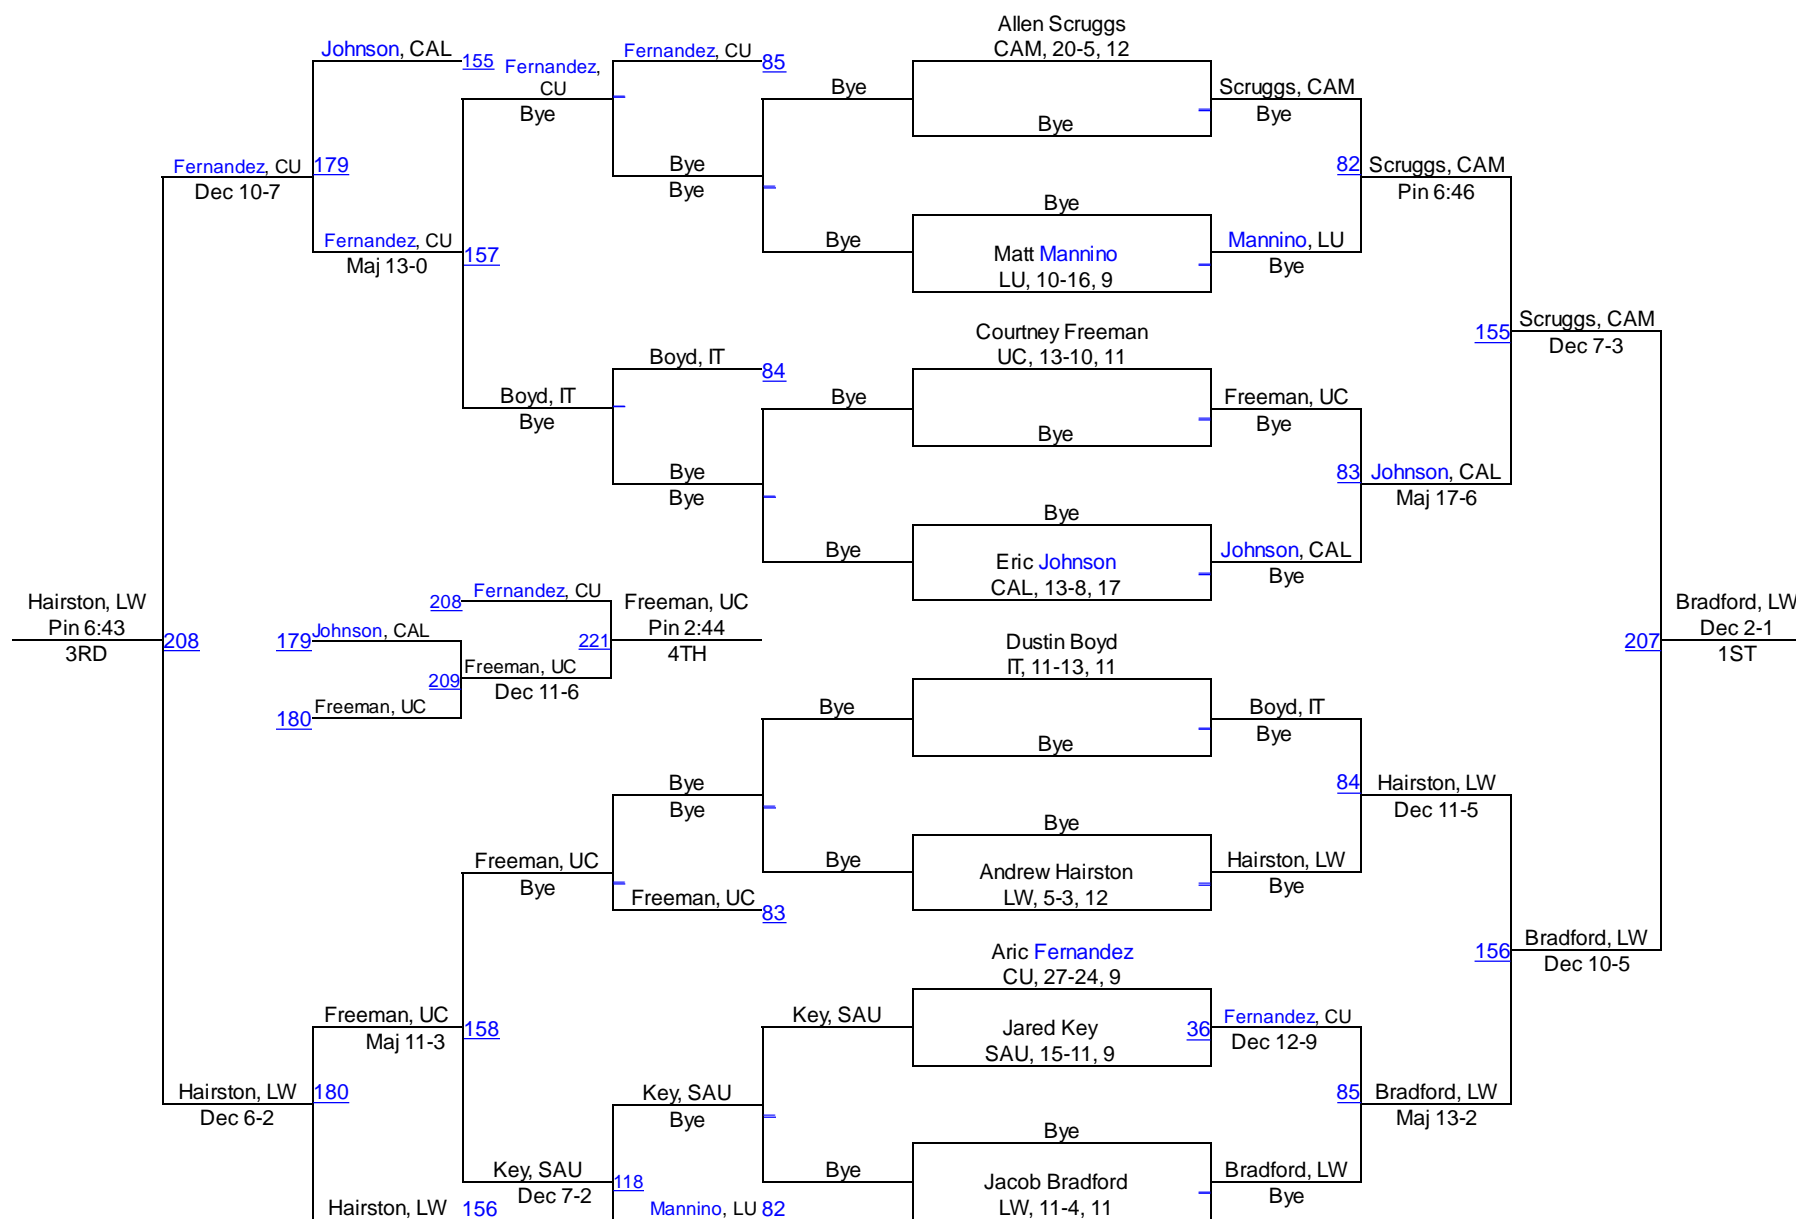 Allen Scruggs
Johnson, CAL
155
Fernandez,
CU
Fernandez, CU
85
CAM, 20-5, 12
Bye
Bye
Bye
Scruggs, CAM
Bye
Fernandez, CU
179
Dec 10-7
Bye
Bye
82
Scruggs, CAM
Pin 6:46
Bye
Fernandez, CU
Maj 13-0
157
Bye
Matt Mannino
LU, 10-16, 9
Mannino, LU
Bye
Courtney Freeman
UC, 13-10, 11
155
Scruggs, CAM
Dec 7-3
Boyd, IT
84
Boyd, IT
Bye
Bye
Bye
Freeman, UC
Bye
Bye
Bye
83
Johnson, CAL
Maj 17-6
Bye
Bye
Eric Johnson
CAL, 13-8, 17
Johnson, CAL
Bye
Hairston, LW
Pin 6:43
3RD
208
208
Fernandez, CU
179
Johnson, CAL
209
Freeman, UC
Dec 11-6
180
Freeman, UC
221
Freeman, UC
Pin 2:44
4TH
207
Bradford, LW
Dec 2-1
1ST
Dustin Boyd
IT, 11-13, 11
Bye
Bye
Boyd, IT
Bye
Bye
Bye
84
Hairston, LW
Dec 11-5
Bye
Freeman, UC
Bye
Bye
Andrew Hairston
LW, 5-3, 12
Hairston, LW
Bye
Freeman, UC
83
Aric Fernandez
CU, 27-24, 9
156
Bradford, LW
Dec 10-5
Freeman, UC
Maj 11-3
158
Key, SAU
Jared Key
SAU, 15-11, 9
36
Fernandez, CU
Dec 12-9
Hairston, LW
180
Dec 6-2
Key, SAU
Bye
85
Bradford, LW
Maj 13-2
Bye
Key, SAU
Dec 7-2
118
Bye
Jacob Bradford
LW, 11-4, 11
Bradford, LW
Bye
Hairston, LW
156
Mannino, LU
82